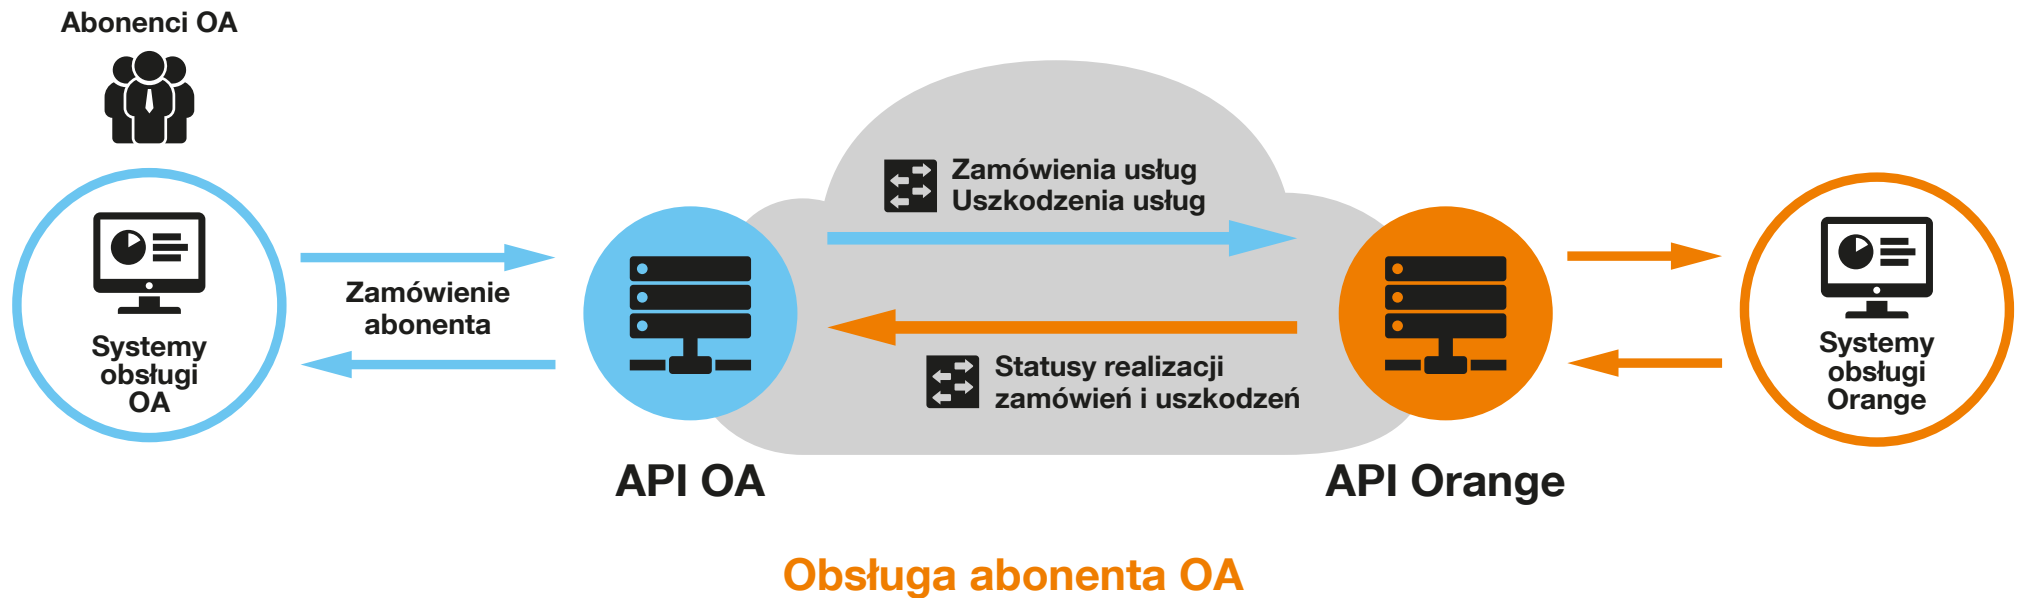 Abonenci OA
Systemy
obsługi
OA
Zamówienie
abonenta
API OA
Zamówienia usług
Uszkodzenia usług
Statusy realizacji
zamówień i uszkodzeń
API Orange
Systemy
obsługi
Orange
Obsługa abonenta OA